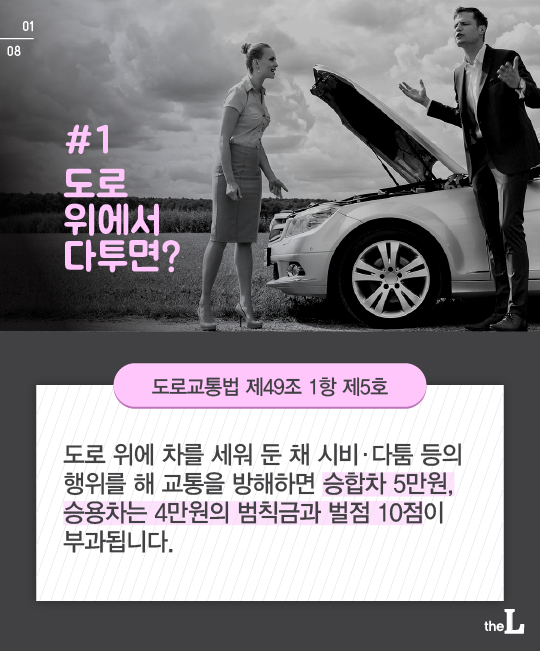 01
08
#1
도로
위에서
다투면?
도로교통법 제49조 1항 제5호
도로 위에 차를 세워 둔 채 시비·다툼 등의
행위를 해 교통을 방해하면 승합차 5만원,
승용차는 4만원의 범칙금과 벌점 10점이
부과됩니다.
the L